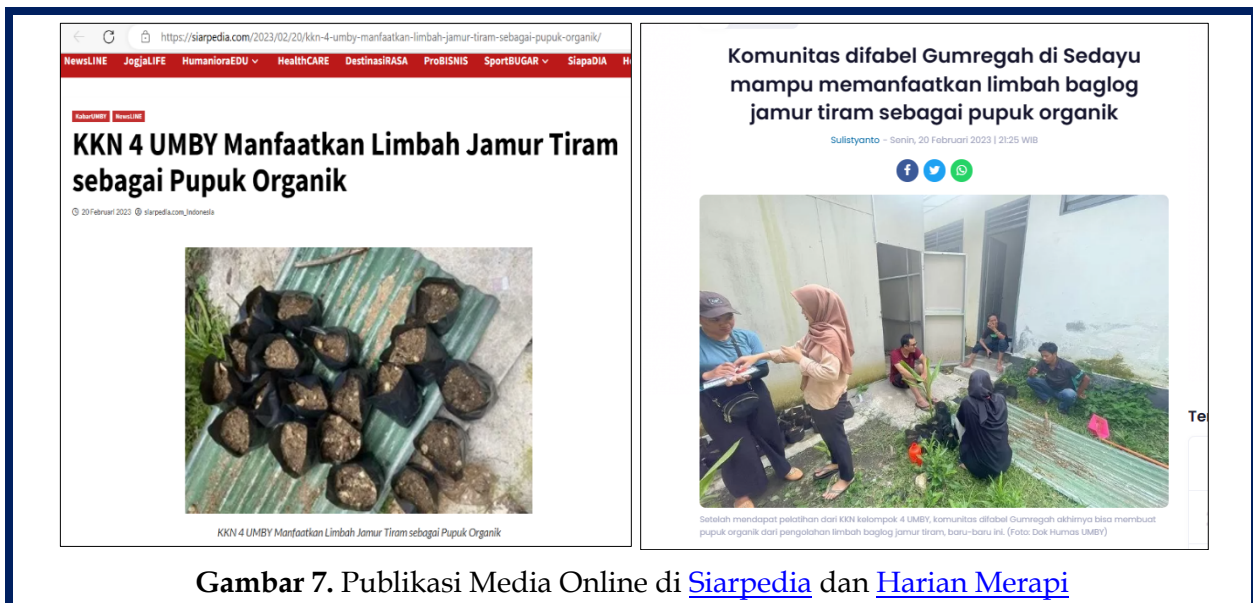 https://siarpedia.com/2023/02/20/kkn-4-umby-manfaatkan-limbah-jamur-tiram-sebagai-pupuk-organik/
NewsLINE JogjaLIFE HumanioraEDU HealthCARE DestinasiRASA ProBISNIS SportBUGAR SiapaDIA H
KabarUMBY NewsLINE
KKN 4 UMBY Manfaatkan Limbah Jamur Tiram
sebagai Pupuk Organik
20 Februari 2023 siarpedia.com_Indonesia
KKN 4 UMBY Manfaatkan Limbah Jamur Tiram sebagai Pupuk Organik
Komunitas difabel Gumregah di Sedayu
mampu memanfaatkan limbah baglog
jamur tiram sebagai pupuk organik
Sulistyanto - Senin, 20 Februari 2023 | 21:25 WIB
Setelah mendapat pelatihan dari KKN kelompok 4 UMBY, komunitas difabel Gumregah akhirnya bisa membuat
pupuk organik dari pengolahan limbah baglog jamur tiram, baru-baru ini. (Foto: Dok Humas UMBY)
Te
Gambar 7. Publikasi Media Online di Siarpedia dan Harian Merapi